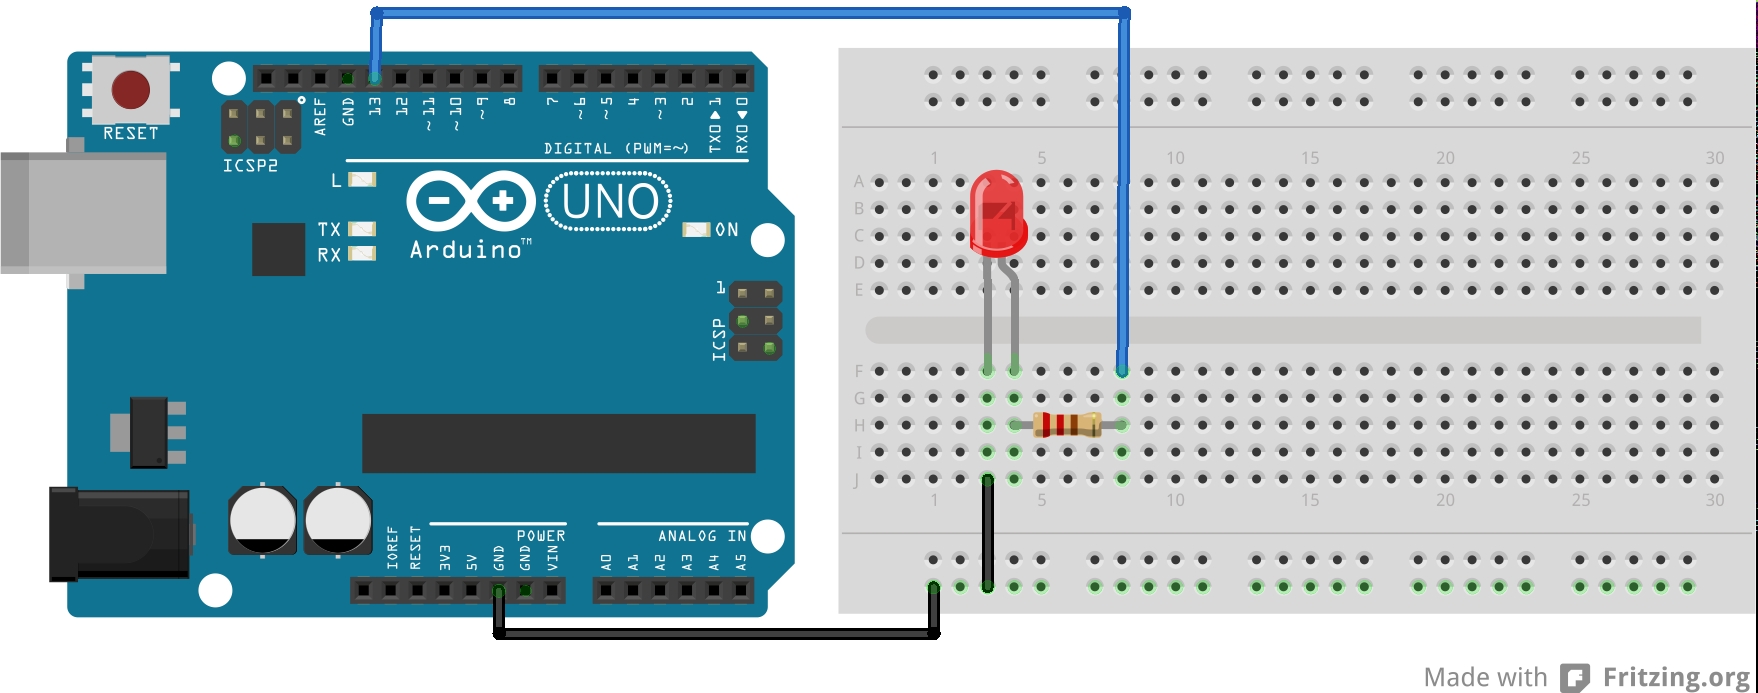 RESET
ICSP2
AREF
GND
13
12
~11
~10
~9
8
7
~6
~5
4
~3
2
TX0▶1
RX0◀0
DIGITAL (PWM=~)
L
TX
RX
UNO
Arduino™
ON
1
ICSP
IOREF
RESET
3V3
5V
GND
GND
VIN
POWER
ANALOG IN
A0
A1
A2
A3
A4
A5
1 5 10 15 20 25 30
A
B
C
D
E
F
G
H
I
J
1 5 10 15 20 25 30
Made with Fritzing.org